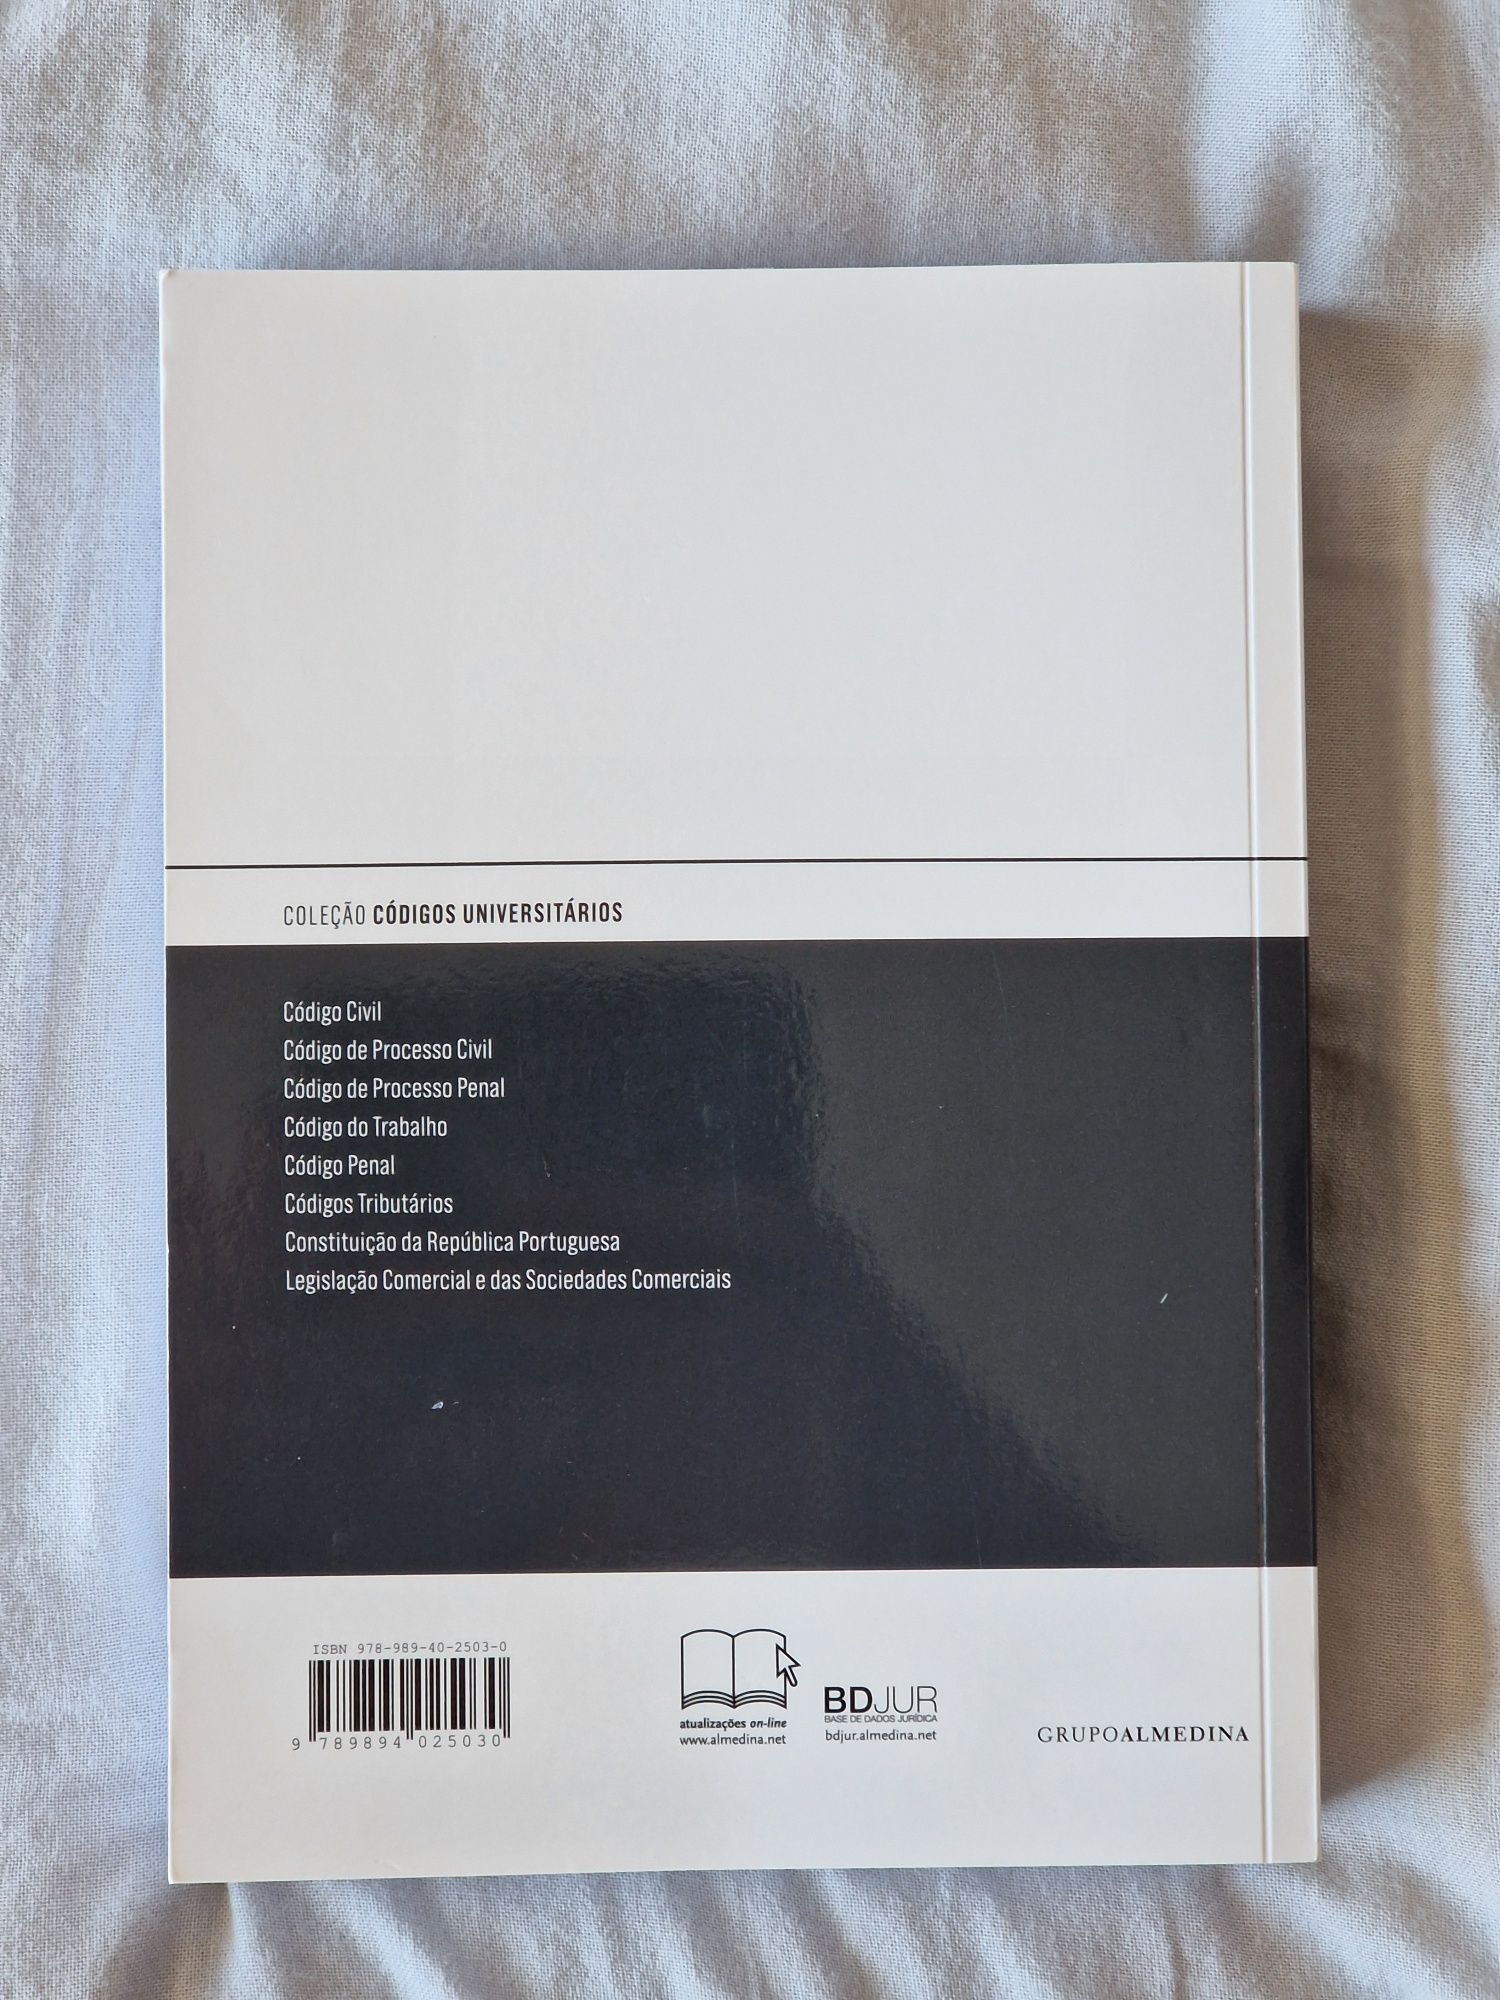 COLEÇÃO CÓDIGOS UNIVERSITÁRIOS
Código Civil
Código de Processo Civil
Código de Processo Penal
Código do Trabalho
Código Penal
Códigos Tributários
Constituição da República Portuguesa
Legislação Comercial e das Sociedades Comerciais
ISBN 978-989-40-2503-0
9 789894 025030
atualizações on-line
www.almedina.net
BDJUR
BASE DE DADOS JURÍDICA
bdjur.almedina.net
GRUPOALMEDINA